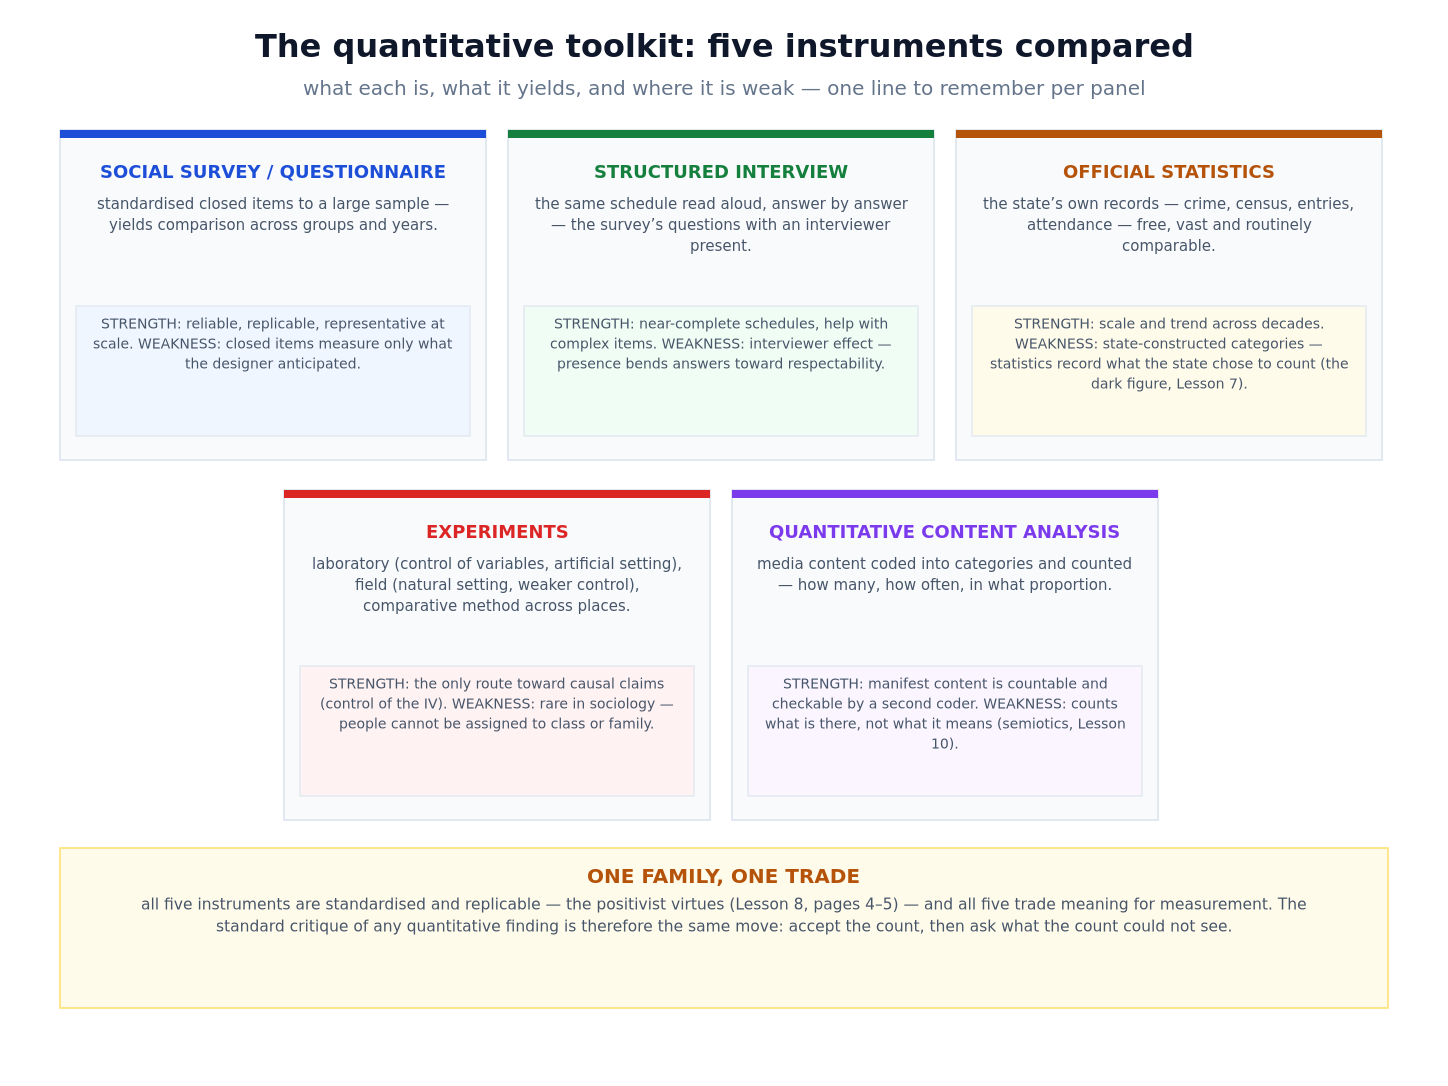 The quantitative toolkit: five instruments compared
what each is, what it yields, and where it is weak — one line to remember per panel
SOCIAL SURVEY / QUESTIONNAIRE
standardised closed items to a large sample —
yields comparison across groups and years.
STRENGTH: reliable, replicable, representative at
scale. WEAKNESS: closed items measure only what
the designer anticipated.
STRUCTURED INTERVIEW
the same schedule read aloud, answer by answer
— the survey’s questions with an interviewer
present.
STRENGTH: near-complete schedules, help with
complex items. WEAKNESS: interviewer effect —
presence bends answers toward respectability.
OFFICIAL STATISTICS
the state’s own records — crime, census, entries,
attendance — free, vast and routinely
comparable.
STRENGTH: scale and trend across decades.
WEAKNESS: state-constructed categories —
statistics record what the state chose to count (the
dark figure, Lesson 7).
EXPERIMENTS
laboratory (control of variables, artificial setting),
field (natural setting, weaker control),
comparative method across places.
STRENGTH: the only route toward causal claims
(control of the IV). WEAKNESS: rare in sociology —
people cannot be assigned to class or family.
QUANTITATIVE CONTENT ANALYSIS
media content coded into categories and counted
— how many, how often, in what proportion.
STRENGTH: manifest content is countable and
checkable by a second coder. WEAKNESS: counts
what is there, not what it means (semiotics, Lesson
10).
ONE FAMILY, ONE TRADE
all five instruments are standardised and replicable — the positivist virtues (Lesson 8, pages 4–5) — and all five trade meaning for measurement. The
standard critique of any quantitative finding is therefore the same move: accept the count, then ask what the count could not see.